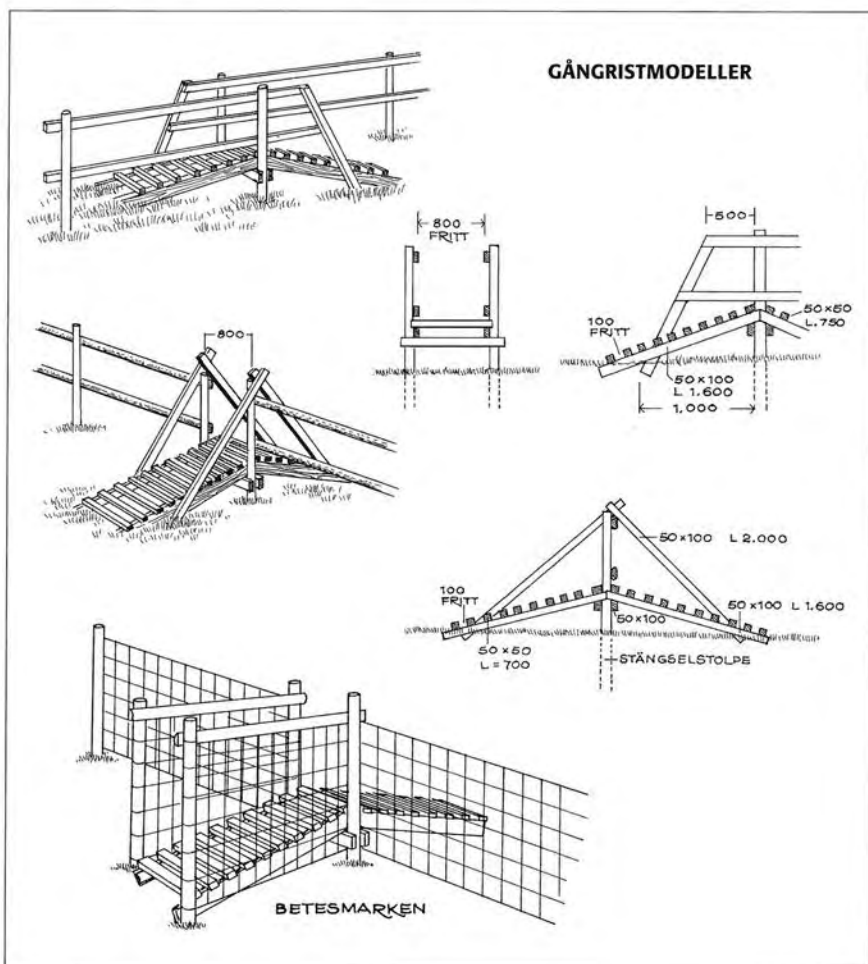 GÅNGRISTMODELLER
800
FRITT
500
50×50
L.750
100
FRITT
50×100
L 1.600
1,000
800
50×100 L 2.000
100
FRITT
50×100 L 1.600
50×100
50×50
L=700
STÄNGSELSTOLPE
BETESMARKEN